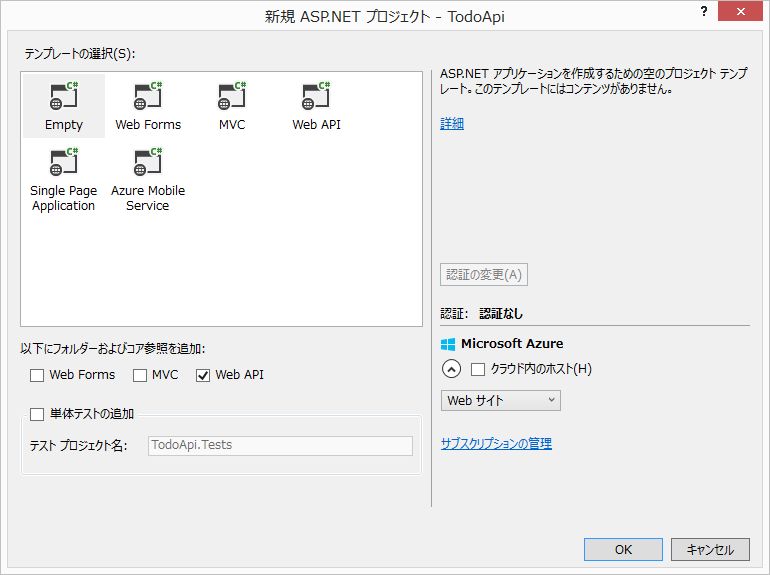 新規 ASP.NET プロジェクト - TodoApi
?
テンプレートの選択(S):
C# C# C# C#
Empty Web Forms MVC Web API
C# C#
Single Page Azure Mobile
Application Service
以下にフォルダーおよびコア参照を追加:
Web Forms MVC Web API
単体テストの追加
テスト プロジェクト名: TodoApi.Tests
ASP.NET アプリケーションを作成するための空のプロジェクト テンプ
レート。このテンプレートにはコンテンツがありません。
詳細
認証の変更(A)
認証: 認証なし
Microsoft Azure
クラウド内のホスト(H)
Web サイト
サブスクリプションの管理
OK キャンセル